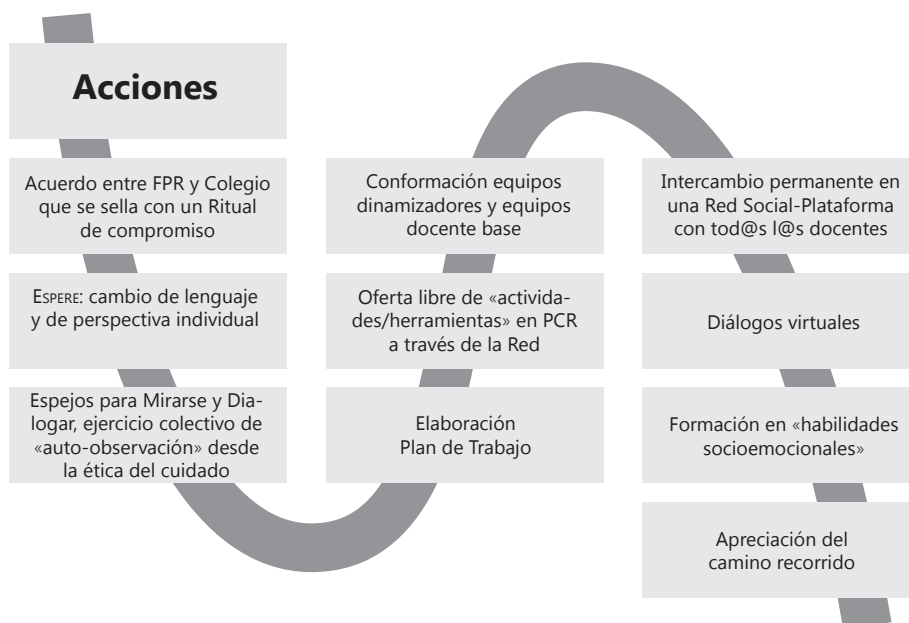 Acciones
Acuerdo entre FPR y Colegio
que se sella con un Ritual
de compromiso
ESPERE: cambio de lenguaje
y de perspectiva individual
Espejos para Mirarse y Dia-
logar, ejercicio colectivo de
«auto-observación» desde
la ética del cuidado
Conformación equipos
dinamizadores y equipos
docente base
Oferta libre de «activida-
des/herramientas» en PCR
a través de la Red
Elaboración
Plan de Trabajo
Intercambio permanente en
una Red Social-Plataforma
con tod@s l@s docentes
Diálogos virtuales
Formación en «habilidades
socioemocionales»
Apreciación del
camino recorrido